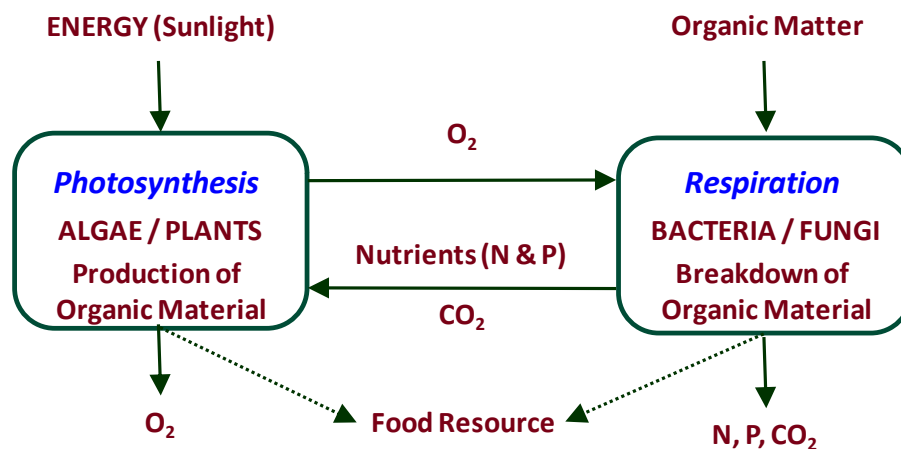 ENERGY (Sunlight)
Organic Matter
O₂
Photosynthesis
ALGAE / PLANTS
Production of
Organic Material
Nutrients (N & P)
CO₂
Respiration
BACTERIA / FUNGI
Breakdown of
Organic Material
O₂
Food Resource
N, P, CO₂